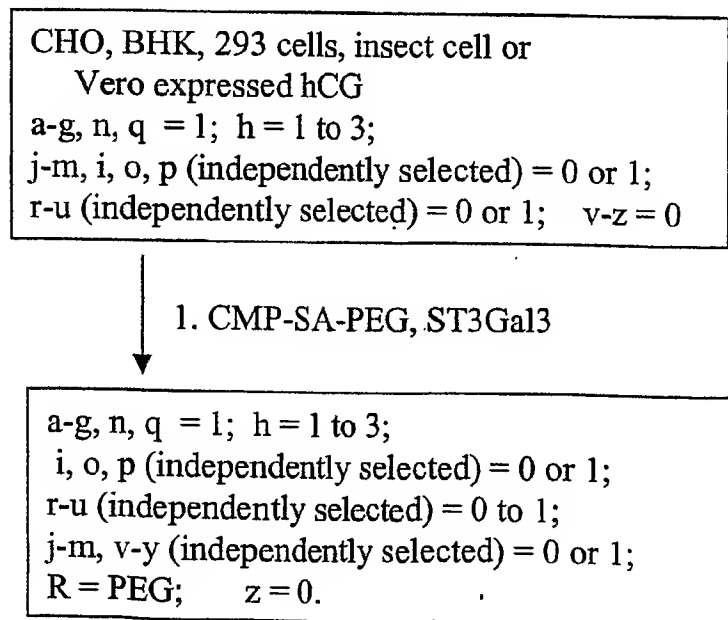 CHO, BHK, 293 cells, insect cell or
Vero expressed hCG
a-g, n, q = 1; h = 1 to 3;
j-m, i, o, p (independently selected) = 0 or 1;
r-u (independently selected) = 0 or 1; v-z = 0
1. CMP-SA-PEG, ST3Gal3
a-g, n, q = 1; h = 1 to 3;
i, o, p (independently selected) = 0 or 1;
r-u (independently selected) = 0 to 1;
j-m, v-y (independently selected) = 0 or 1;
R = PEG; z = 0.